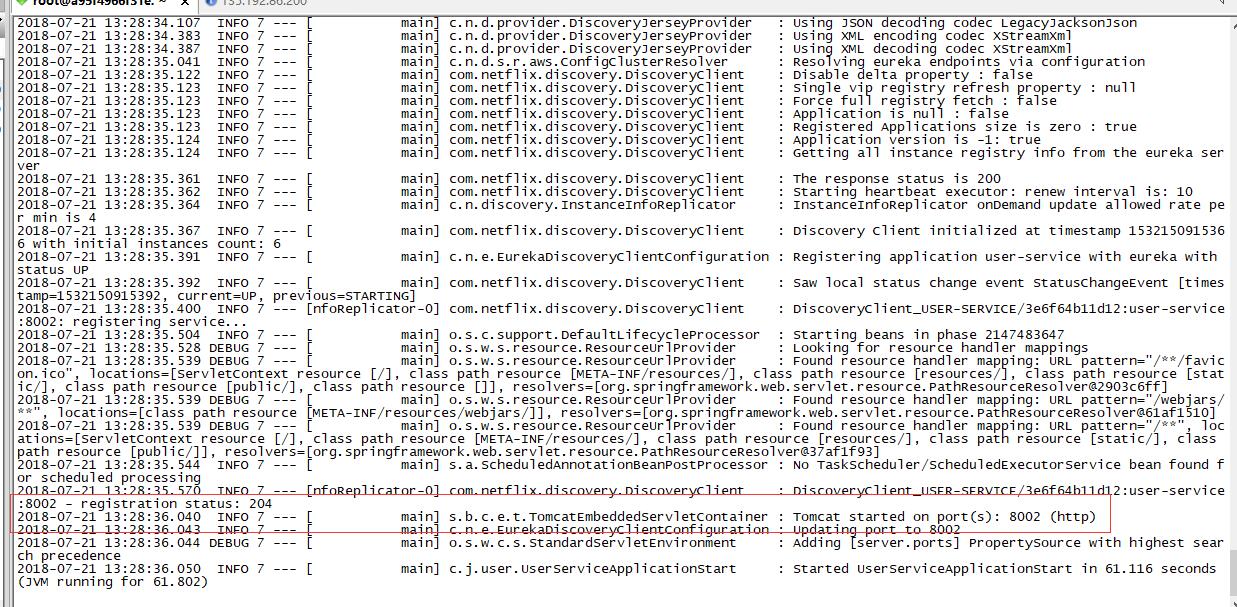 root@a95f4966f31e: ~ × 135.192.86.200
2018-07-21 13:28:34.107 INFO 7 --- [ main] c.n.d.provider.DiscoveryJerseyProvider : Using JSON decoding codec LegacyJacksonJson
2018-07-21 13:28:34.383 INFO 7 --- [ main] c.n.d.provider.DiscoveryJerseyProvider : Using XML encoding codec XStreamXml
2018-07-21 13:28:34.387 INFO 7 --- [ main] c.n.d.provider.DiscoveryJerseyProvider : Using XML decoding codec XStreamXml
2018-07-21 13:28:35.041 INFO 7 --- [ main] c.n.d.s.r.aws.ConfigClusterResolver : Resolving eureka endpoints via configuration
2018-07-21 13:28:35.122 INFO 7 --- [ main] com.netflix.discovery.DiscoveryClient : Disable delta property : false
2018-07-21 13:28:35.123 INFO 7 --- [ main] com.netflix.discovery.DiscoveryClient : Single vip registry refresh property : null
2018-07-21 13:28:35.123 INFO 7 --- [ main] com.netflix.discovery.DiscoveryClient : Force full registry fetch : false
2018-07-21 13:28:35.123 INFO 7 --- [ main] com.netflix.discovery.DiscoveryClient : Application is null : false
2018-07-21 13:28:35.123 INFO 7 --- [ main] com.netflix.discovery.DiscoveryClient : Registered Applications size is zero : true
2018-07-21 13:28:35.124 INFO 7 --- [ main] com.netflix.discovery.DiscoveryClient : Application version is -1: true
2018-07-21 13:28:35.124 INFO 7 --- [ main] com.netflix.discovery.DiscoveryClient : Getting all instance registry info from the eureka ser
ver
2018-07-21 13:28:35.361 INFO 7 --- [ main] com.netflix.discovery.DiscoveryClient : The response status is 200
2018-07-21 13:28:35.362 INFO 7 --- [ main] com.netflix.discovery.DiscoveryClient : Starting heartbeat executor: renew interval is: 10
2018-07-21 13:28:35.364 INFO 7 --- [ main] c.n.discovery.InstanceInfoReplicator : InstanceInfoReplicator onDemand update allowed rate pe
r min is 4
2018-07-21 13:28:35.367 INFO 7 --- [ main] com.netflix.discovery.DiscoveryClient : Discovery Client initialized at timestamp 153215091536
6 with initial instances count: 6
2018-07-21 13:28:35.391 INFO 7 --- [ main] c.n.e.EurekaDiscoveryClientConfiguration : Registering application user-service with eureka with
status UP
2018-07-21 13:28:35.392 INFO 7 --- [ main] com.netflix.discovery.DiscoveryClient : Saw local status change event StatusChangeEvent [times
tamp=1532150915392, current=UP, previous=STARTING]
2018-07-21 13:28:35.400 INFO 7 --- [nfoReplicator-0] com.netflix.discovery.DiscoveryClient : DiscoveryClient_USER-SERVICE/3e6f64b11d12:user-service
:8002: registering service...
2018-07-21 13:28:35.504 INFO 7 --- [ main] o.s.c.support.DefaultLifecycleProcessor : Starting beans in phase 2147483647
2018-07-21 13:28:35.528 DEBUG 7 --- [ main] o.s.w.s.resource.ResourceUrlProvider : Looking for resource handler mappings
2018-07-21 13:28:35.539 DEBUG 7 --- [ main] o.s.w.s.resource.ResourceUrlProvider : Found resource handler mapping: URL pattern="/**/favic
on.ico", locations=[ServletContext resource [/], class path resource [META-INF/resources/], class path resource [resources/], class path resource [stat
ic/], class path resource [public/], class path resource []], resolvers=[org.springframework.web.servlet.resource.PathResourceResolver@2903c6ff]
2018-07-21 13:28:35.539 DEBUG 7 --- [ main] o.s.w.s.resource.ResourceUrlProvider : Found resource handler mapping: URL pattern="/webjars/
**", locations=[class path resource [META-INF/resources/webjars/]], resolvers=[org.springframework.web.servlet.resource.PathResourceResolver@61af1510]
2018-07-21 13:28:35.539 DEBUG 7 --- [ main] o.s.w.s.resource.ResourceUrlProvider : Found resource handler mapping: URL pattern="/**", loc
ations=[ServletContext resource [/], class path resource [META-INF/resources/], class path resource [resources/], class path resource [static/], class
path resource [public/]], resolvers=[org.springframework.web.servlet.resource.PathResourceResolver@37af1f93]
2018-07-21 13:28:35.544 INFO 7 --- [ main] s.a.ScheduledAnnotationBeanPostProcessor : No TaskScheduler/ScheduledExecutorService bean found f
or scheduled processing
2018-07-21 13:28:35.570 INFO 7 --- [nfoReplicator-0] com.netflix.discovery.DiscoveryClient : DiscoveryClient_USER-SERVICE/3e6f64b11d12:user-service
:8002 - registration status: 204
2018-07-21 13:28:36.040 INFO 7 --- [ main] s.b.c.e.t.TomcatEmbeddedServletContainer : Tomcat started on port(s): 8002 (http)
2018-07-21 13:28:36.043 INFO 7 --- [ main] c.n.e.EurekaDiscoveryClientConfiguration : Updating port to 8002
2018-07-21 13:28:36.044 DEBUG 7 --- [ main] o.s.w.c.s.StandardServletEnvironment : Adding [server.ports] PropertySource with highest sear
ch precedence
2018-07-21 13:28:36.050 INFO 7 --- [ main] c.j.user.UserServiceApplicationStart : Started UserServiceApplicationStart in 61.116 seconds
(JVM running for 61.802)